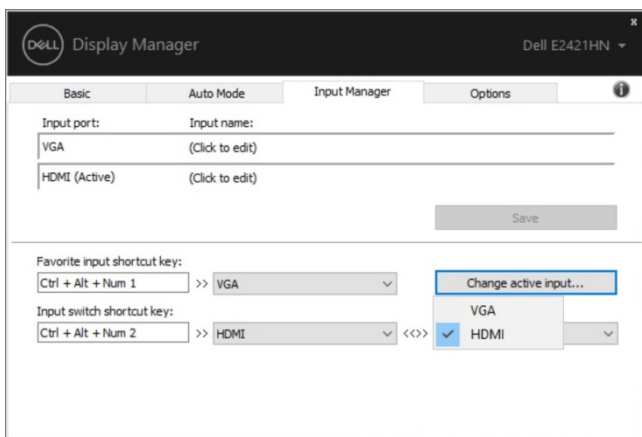 DELL Display Manager Dell E2421HN
Basic Auto Mode Input Manager Options
Input port: Input name:
VGA (Click to edit)
HDMI (Active) (Click to edit)
Save
Favorite input shortcut key:
Ctrl + Alt + Num 1 >> VGA Change active input...
Input switch shortcut key:
VGA
Ctrl + Alt + Num 2 >> HDMI <<>> HDMI